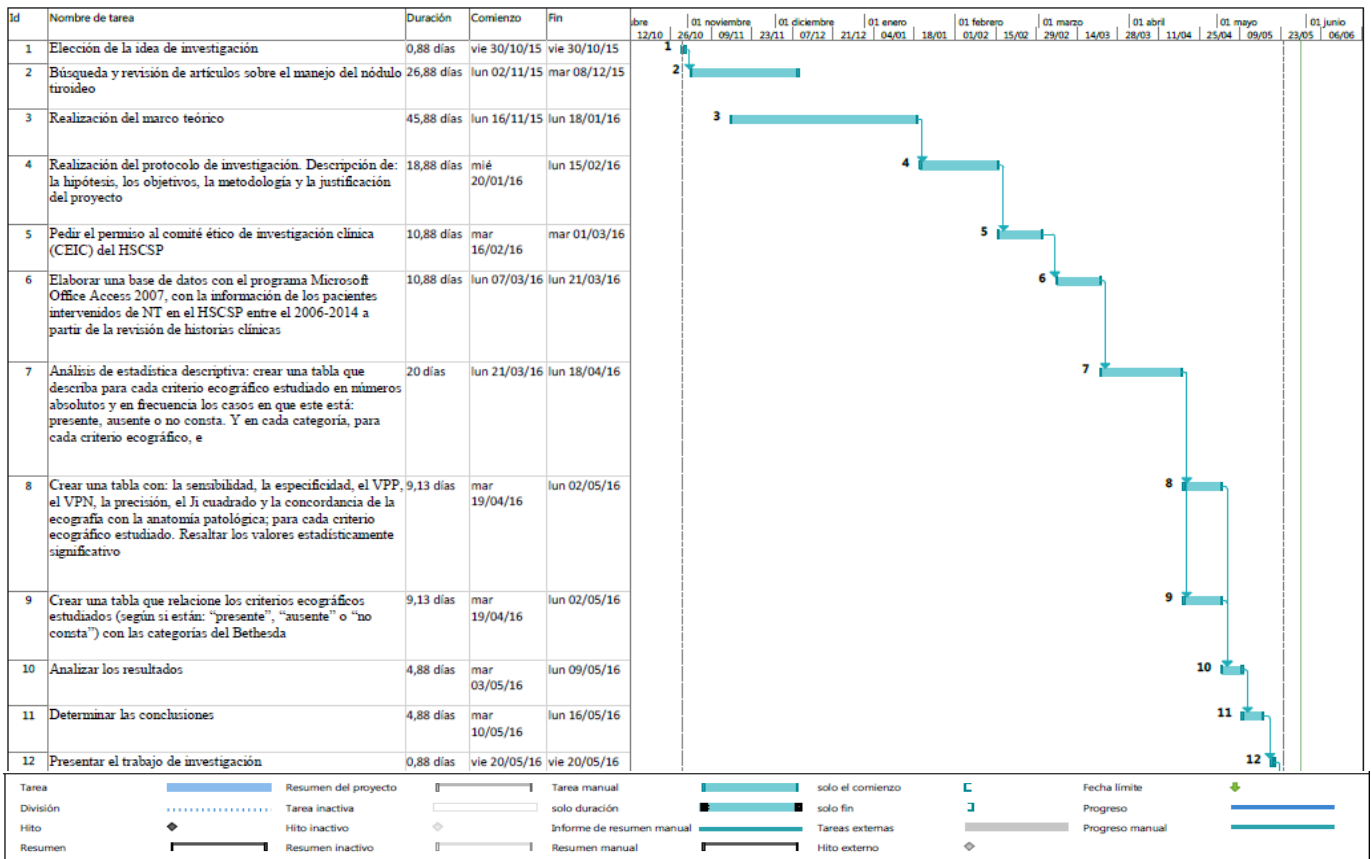 Id Nombre de tarea Duración Comienzo Fin
ubre 01 noviembre 01 diciembre 01 enero 01 febrero 01 marzo 01 abril 01 mayo 01 junio
12/10 26/10 09/11 23/11 07/12 21/12 04/01 18/01 01/02 15/02 29/02 14/03 28/03 11/04 25/04 09/05 23/05 06/06
1 Elección de la idea de investigación 0,88 días vie 30/10/15 vie 30/10/15 1
2 Búsqueda y revisión de artículos sobre el manejo del nódulo 26,88 días lun 02/11/15 mar 08/12/15 2
tiroideo
3 Realización del marco teórico 45,88 días lun 16/11/15 lun 18/01/16 3
4 Realización del protocolo de investigación. Descripción de: 18,88 días mié lun 15/02/16 4
la hipótesis, los objetivos, la metodología y la justificación 20/01/16
del proyecto
5 Pedir el permiso al comité ético de investigación clínica 10,88 días mar mar 01/03/16 5
(CEIC) del HSCSP 16/02/16
6 Elaborar una base de datos con el programa Microsoft 10,88 días lun 07/03/16 lun 21/03/16 6
Office Access 2007, con la información de los pacientes
intervenidos de NT en el HSCSP entre el 2006-2014 a
partir de la revisión de historias clínicas
7 Análisis de estadística descriptiva: crear una tabla que 20 días lun 21/03/16 lun 18/04/16 7
describa para cada criterio ecográfico estudiado en números
absolutos y en frecuencia los casos en que este está:
presente, ausente o no consta. Y en cada categoría, para
cada criterio ecográfico, e
8 Crear una tabla con: la sensibilidad, la especificidad, el VPP, 9,13 días mar lun 02/05/16 8
el VPN, la precisión, el Ji cuadrado y la concordancia de la 19/04/16
ecografía con la anatomía patológica; para cada criterio
ecográfico estudiado. Resaltar los valores estadísticamente
significativo
9 Crear una tabla que relacione los criterios ecográficos 9,13 días mar lun 02/05/16 9
estudiados (según si están: “presente”, “ausente” o “no 19/04/16
consta”) con las categorías del Bethesda
10 Analizar los resultados 4,88 días mar lun 09/05/16 10
03/05/16
11 Determinar las conclusiones 4,88 días mar lun 16/05/16 11
10/05/16
12 Presentar el trabajo de investigación 0,88 días vie 20/05/16 vie 20/05/16 12
Tarea Resumen del proyecto Tarea manual solo el comienzo Fecha límite
División Tarea inactiva solo duración solo fin Progreso
Hito Hito inactivo Informe de resumen manual Tareas externas Progreso manual
Resumen Resumen inactivo Resumen manual Hito externo